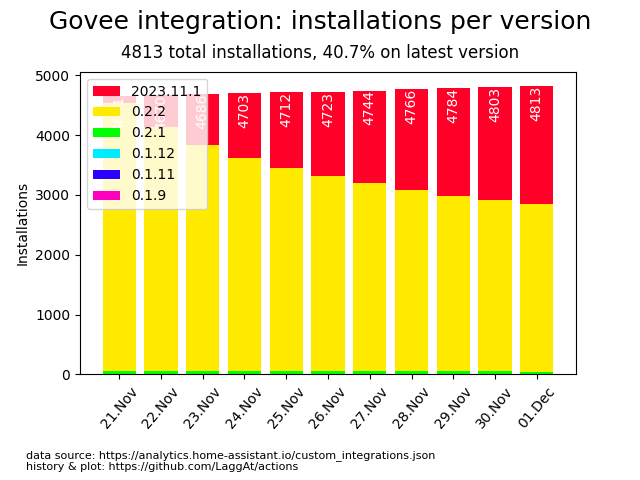 Govee integration: installations per version
4813 total installations, 40.7% on latest version
Installations
5000
4000
3000
2000
1000
0
2023.11.1
0.2.2
0.2.1
0.1.12
0.1.11
0.1.9
4686
4703
4712
4723
4744
4766
4784
4803
4813
21.Nov
22.Nov
23.Nov
24.Nov
25.Nov
26.Nov
27.Nov
28.Nov
29.Nov
30.Nov
01.Dec
data source: https://analytics.home-assistant.io/custom_integrations.json
history & plot: https://github.com/LaggAt/actions